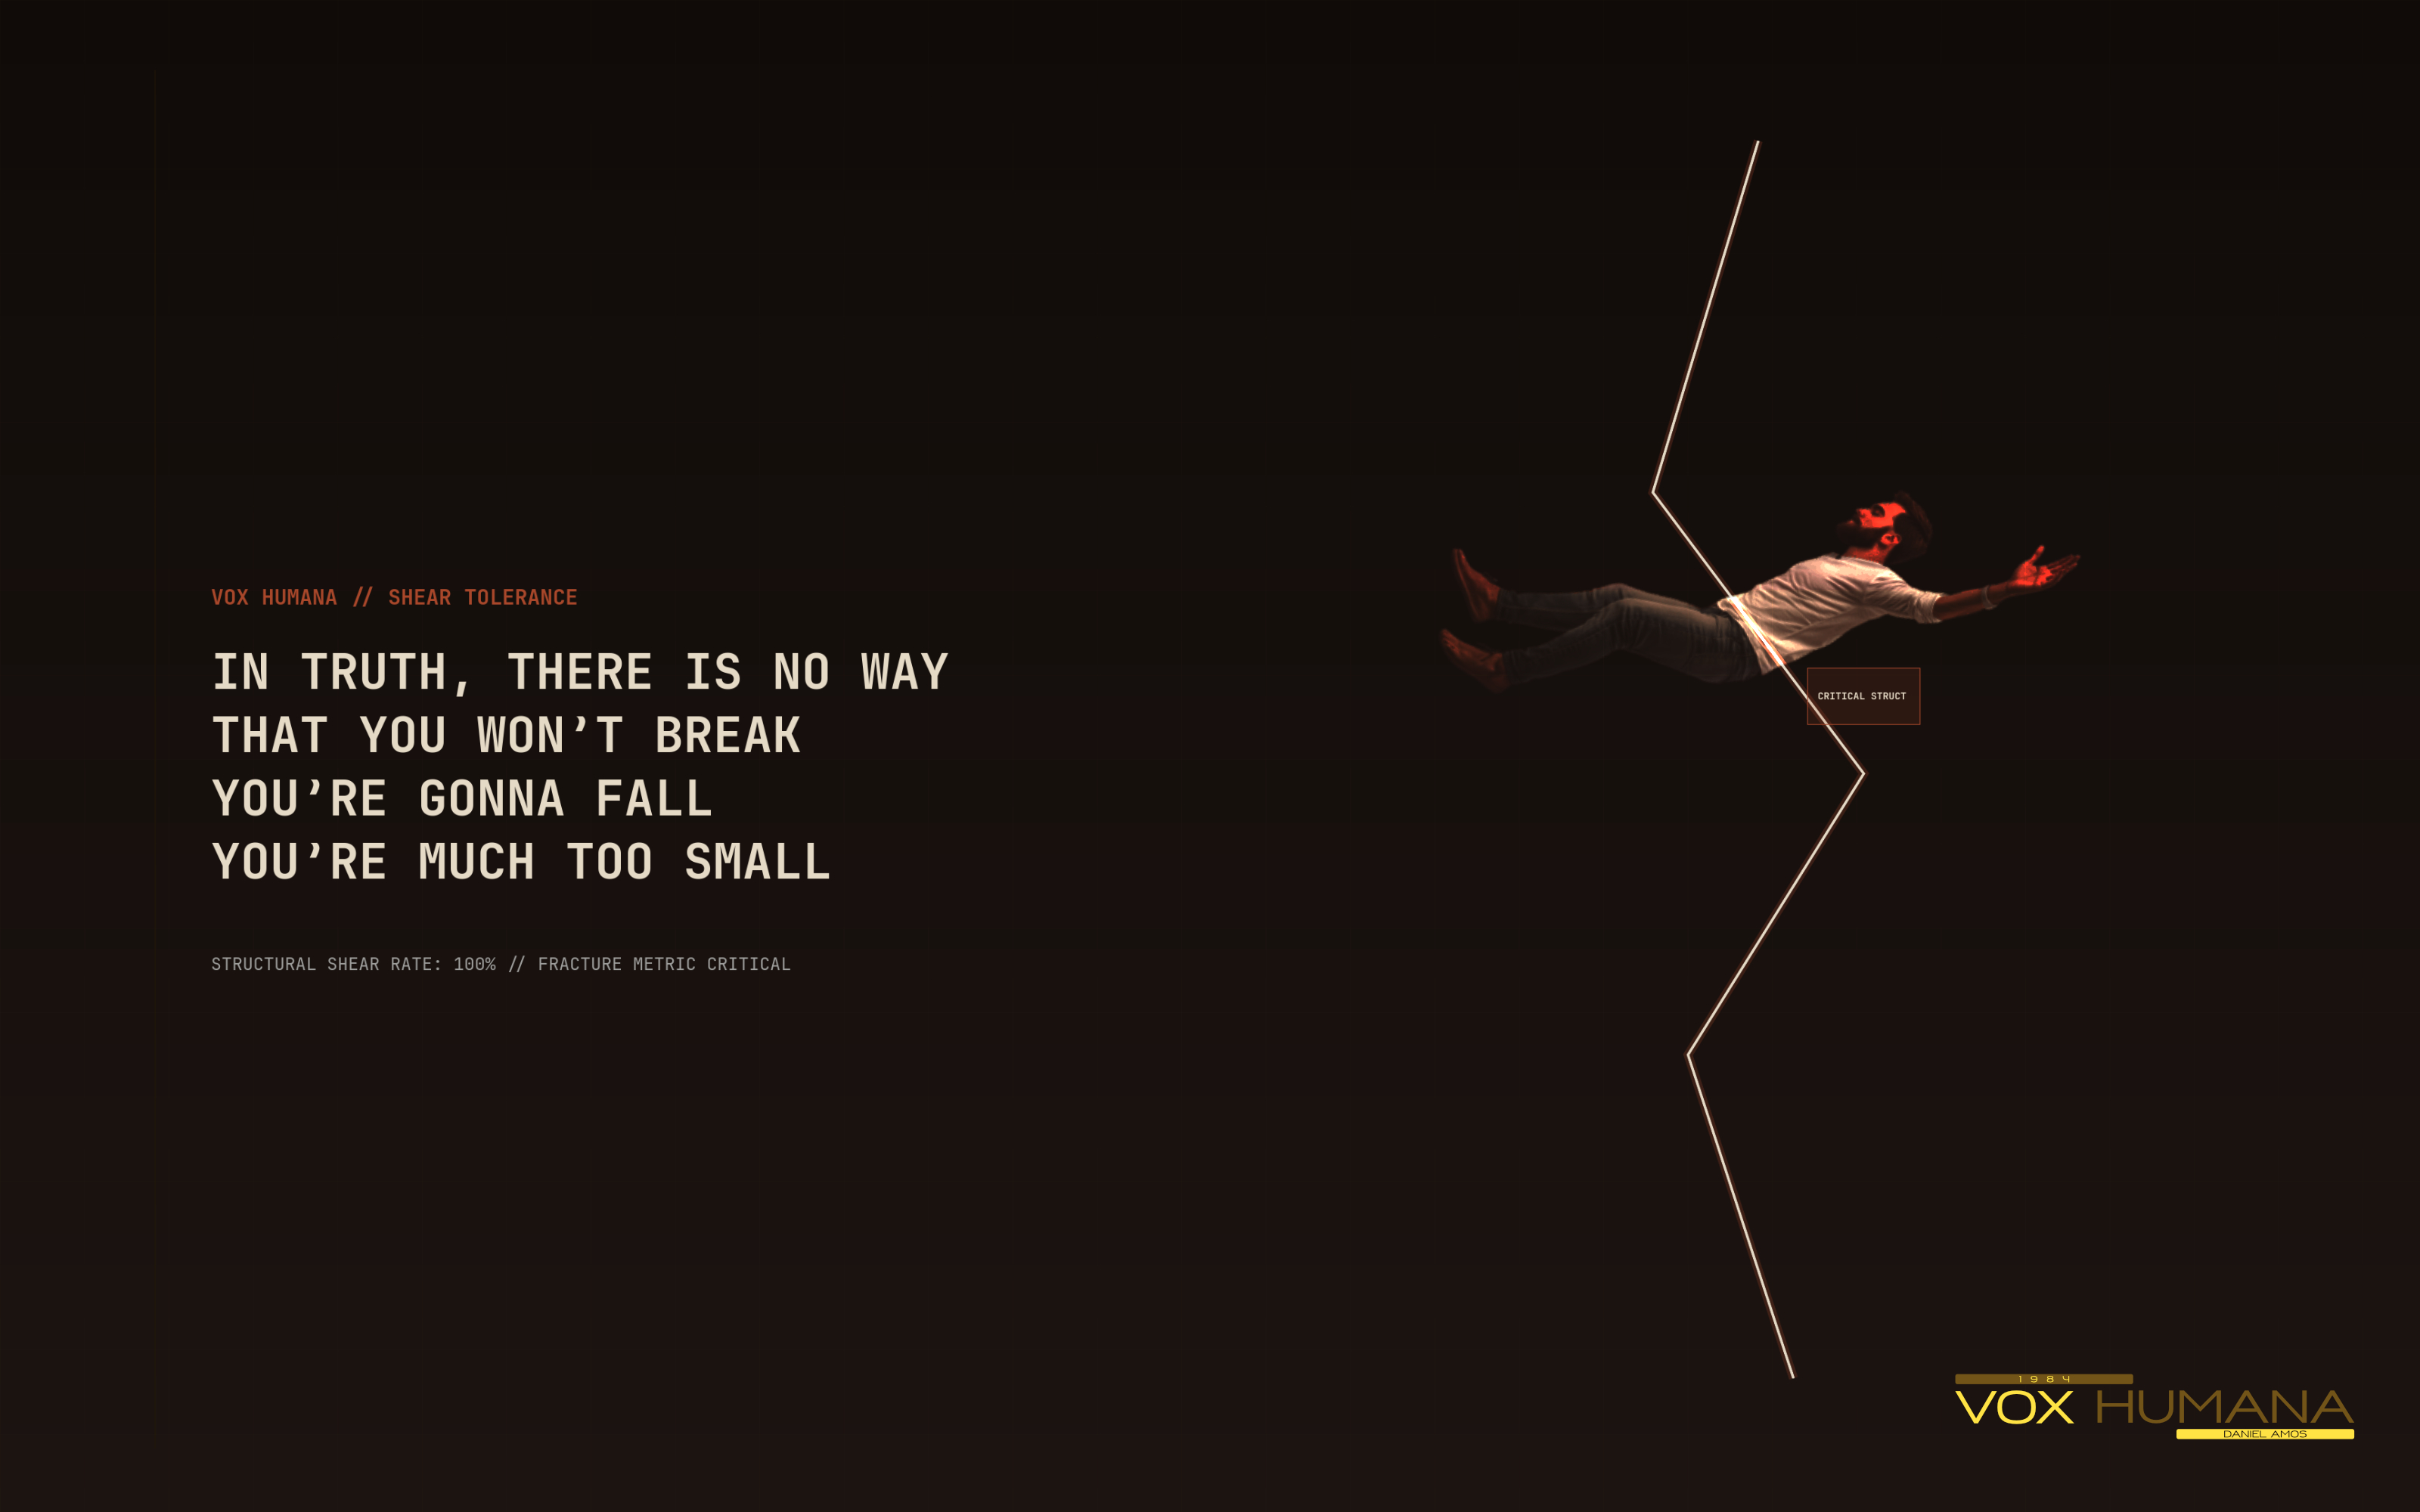 VOX HUMANA // SHEAR TOLERANCE
IN TRUTH, THERE IS NO WAY
THAT YOU WON’T BREAK
YOU’RE GONNA FALL
YOU’RE MUCH TOO SMALL
STRUCTURAL SHEAR RATE: 100% // FRACTURE METRIC CRITICAL
CRITICAL STRUCT
1984
VOX HUMANA
DANIEL AMOS